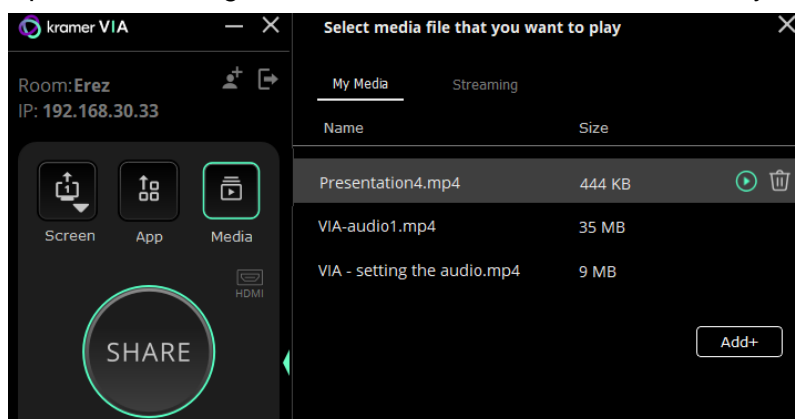 kramer VIA
Room:Erez
IP: 192.168.30.33
1
Screen
App
Media
HDMI
SHARE
Select media file that you want to play
My Media
Streaming
Name
Size
Presentation4.mp4
444 KB
VIA-audio1.mp4
35 MB
VIA - setting the audio.mp4
9 MB
Add+